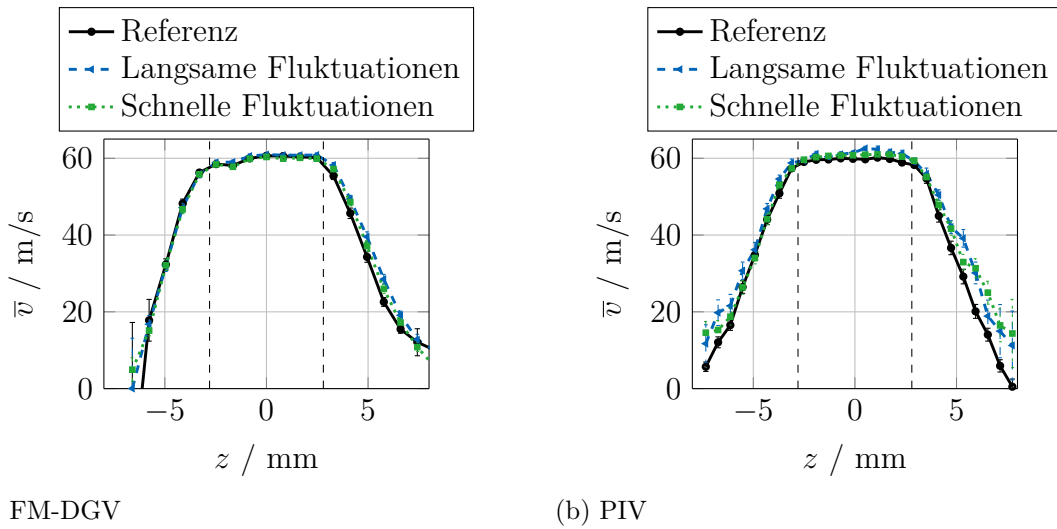 Referenz
Langsame Fluktuationen
Schnelle Fluktuationen
60
40
20
0
v̅ / m/s
−5 0 5
z / mm
FM-DGV
Referenz
Langsame Fluktuationen
Schnelle Fluktuationen
60
40
20
0
v̅ / m/s
−5 0 5
z / mm
(b) PIV